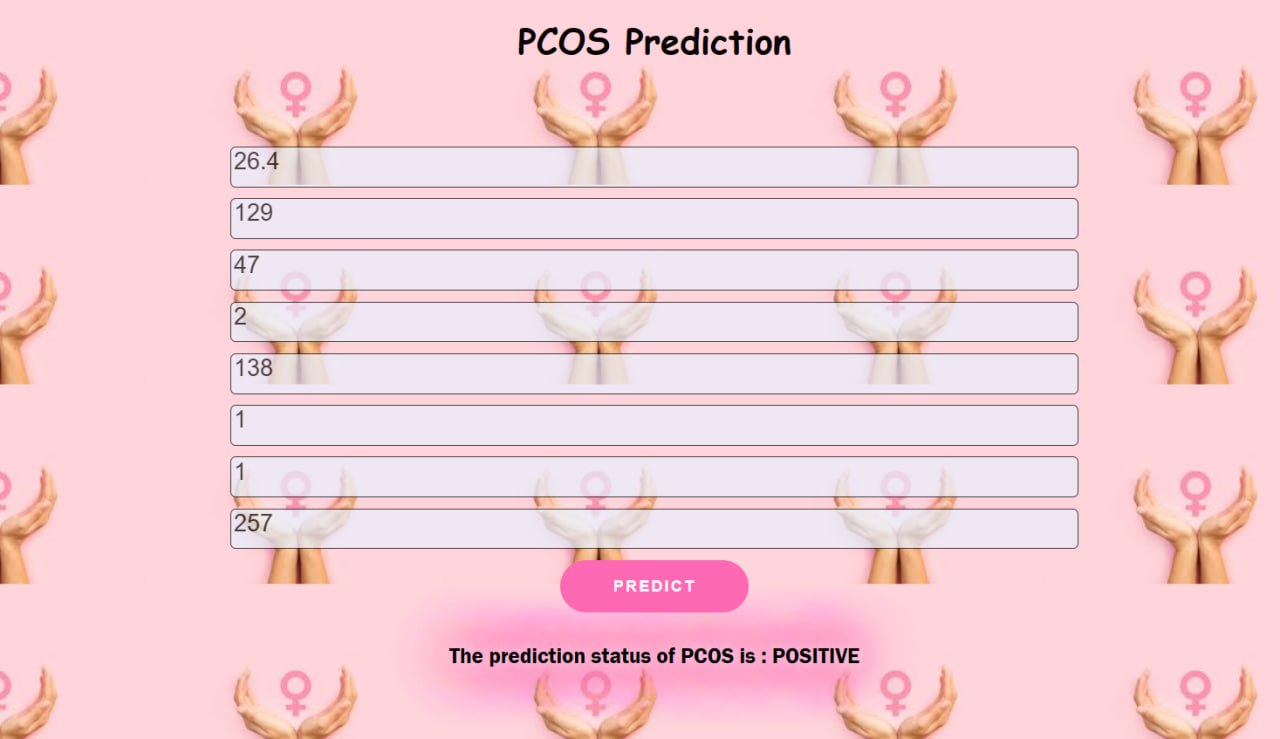 PCOS Prediction
26.4
129
47
2
138
1
1
257
PREDICT
The prediction status of PCOS is : POSITIVE